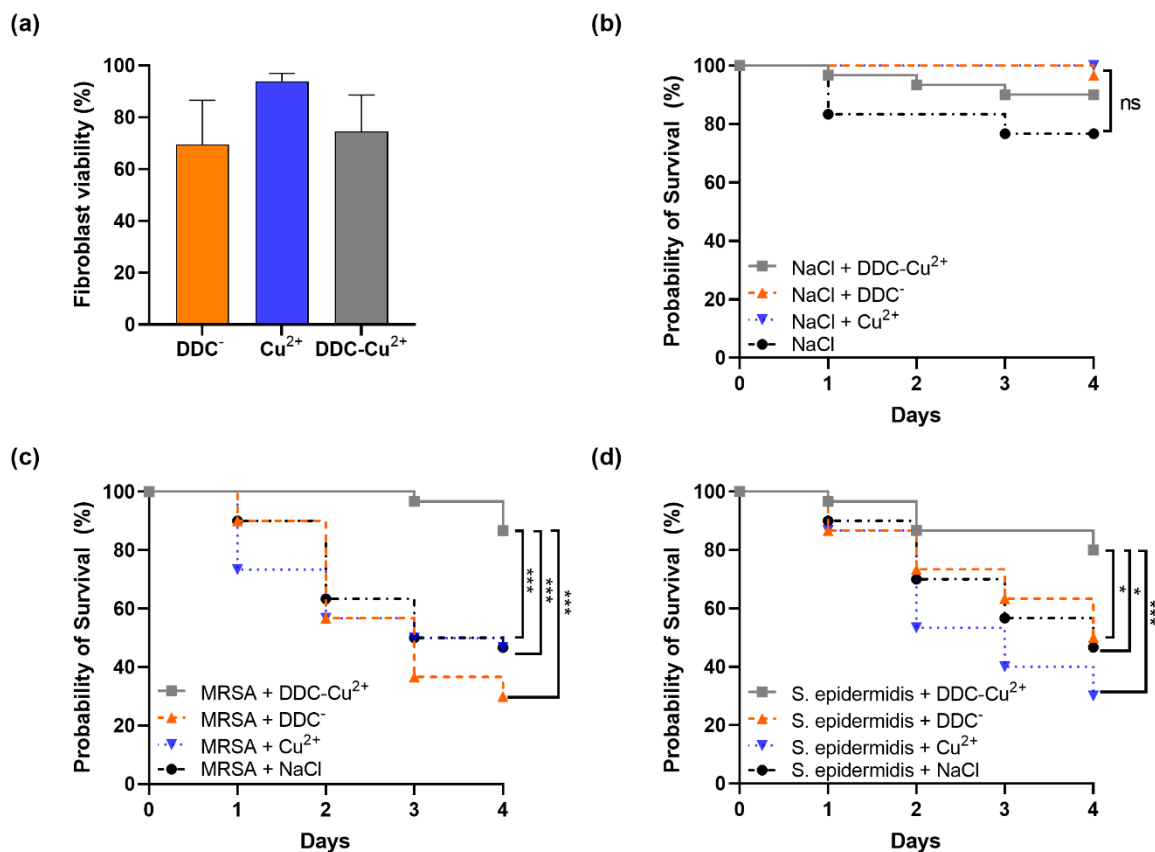 (a)
Fibroblast viability (%)
100
80
60
40
20
0
DDC⁻
Cu²⁺
DDC-Cu²⁺
(b)
Probability of Survival (%)
100
80
60
40
20
0
ns
NaCl + DDC-Cu²⁺
NaCl + DDC⁻
NaCl + Cu²⁺
NaCl
0 1 2 3 4
Days
(c)
Probability of Survival (%)
100
80
60
40
20
0
***
***
***
MRSA + DDC-Cu²⁺
MRSA + DDC⁻
MRSA + Cu²⁺
MRSA + NaCl
0 1 2 3 4
Days
(d)
Probability of Survival (%)
100
80
60
40
20
0
*
*
***
S. epidermidis + DDC-Cu²⁺
S. epidermidis + DDC⁻
S. epidermidis + Cu²⁺
S. epidermidis + NaCl
0 1 2 3 4
Days